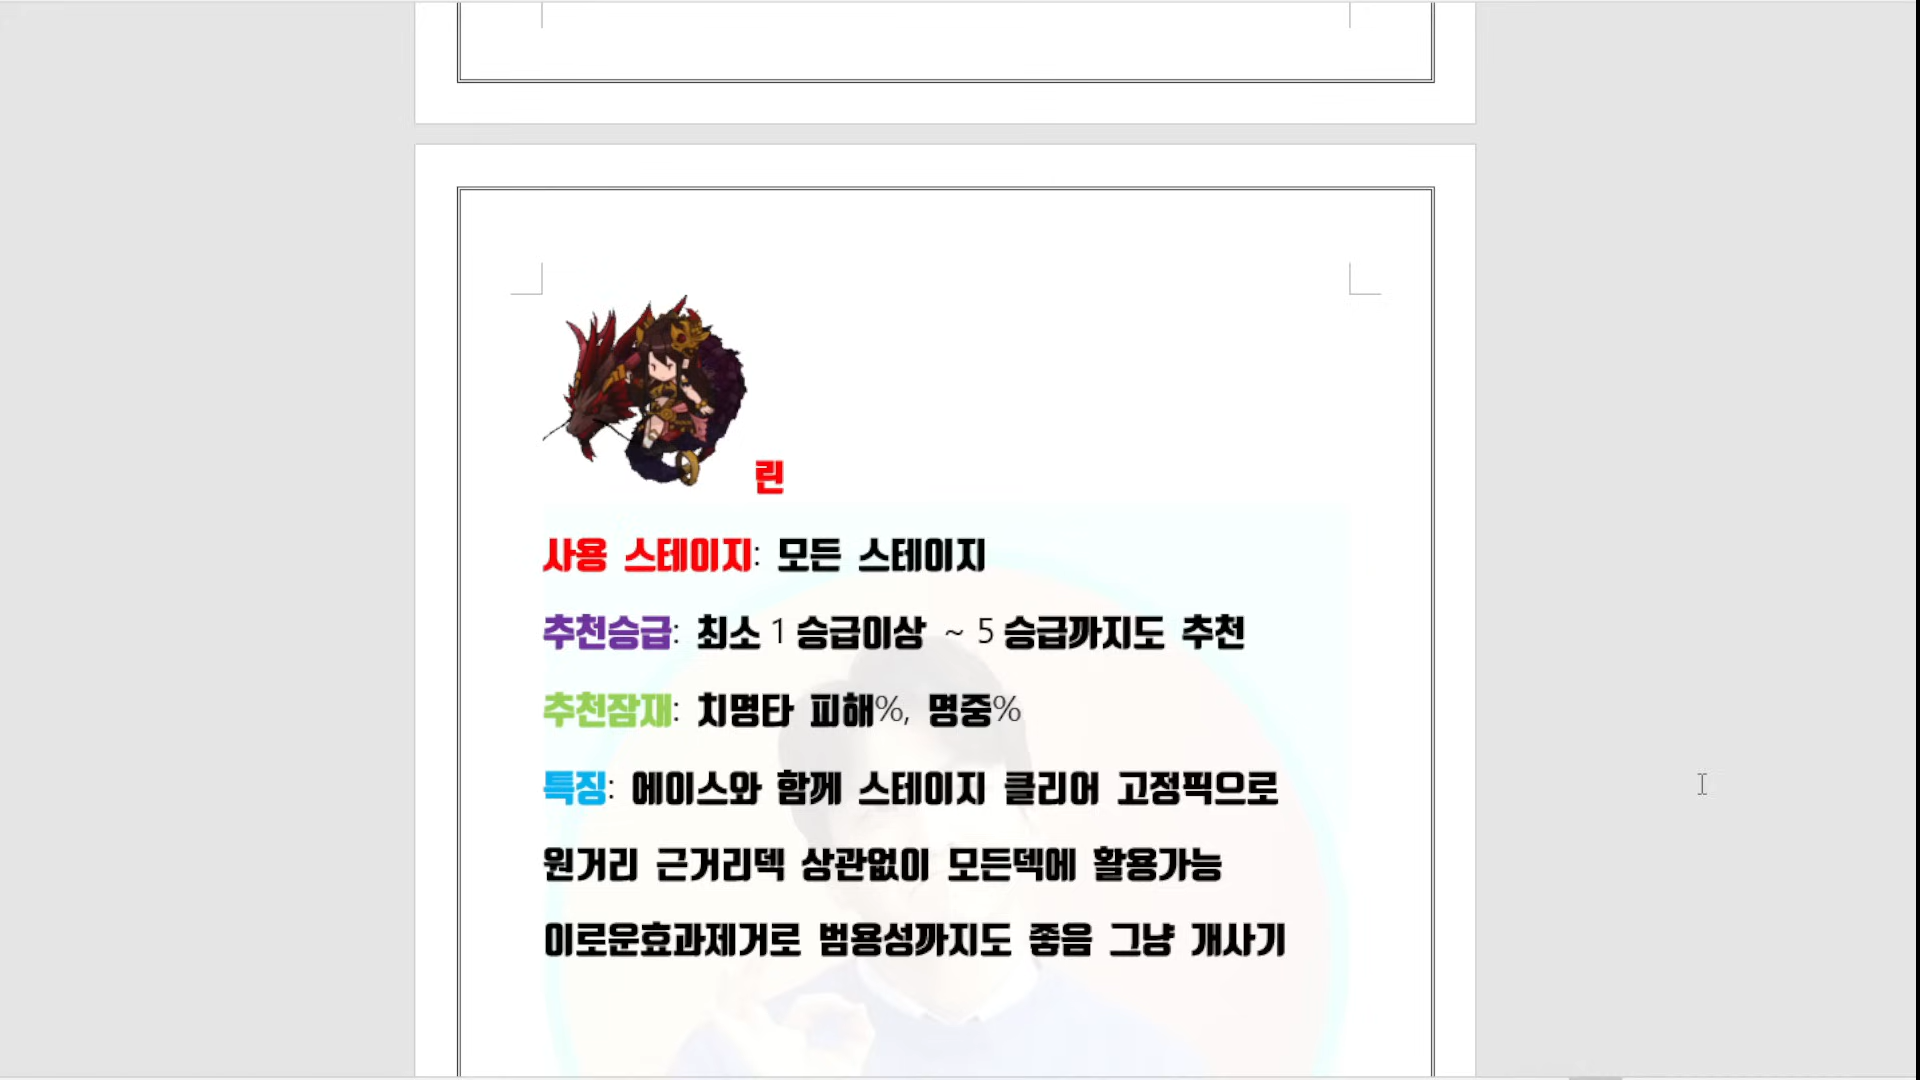 린
사용 스테이지: 모든 스테이지
추천승급: 최소 1 승급이상 ~ 5 승급까지도 추천
추천잠재: 치명타 피해%, 명중%
특징: 에이스와 함께 스테이지 클리어 고정픽으로
원거리 근거리덱 상관없이 모든덱에 활용가능
이로운효과제거로 범용성까지도 좋음 그냥 개사기